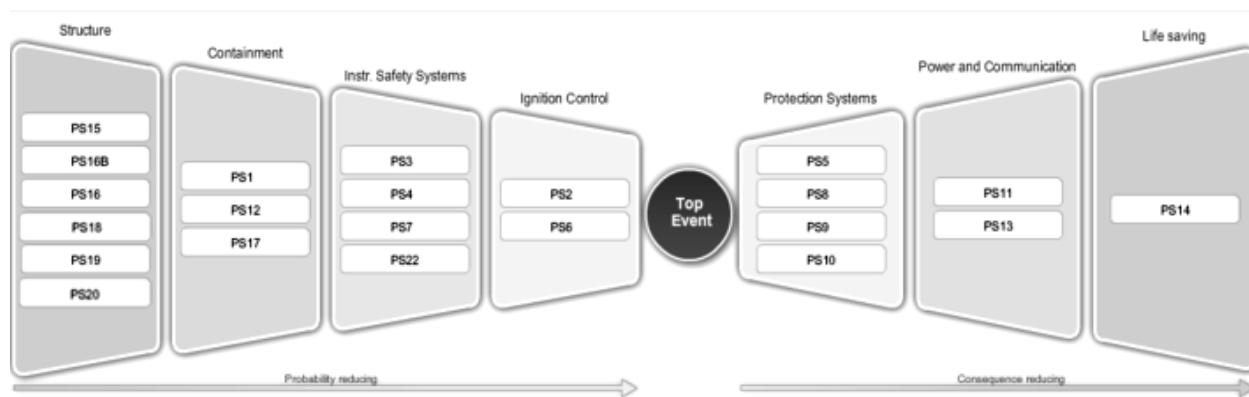 Structure
PS15
PS16B
PS16
PS18
PS19
PS20
Containment
PS1
PS12
PS17
Instr. Safety Systems
PS3
PS4
PS7
PS22
Ignition Control
PS2
PS6
Top
Event
Protection Systems
PS5
PS8
PS9
PS10
Power and Communication
PS11
PS13
Life saving
PS14
Probability reducing
Consequence reducing